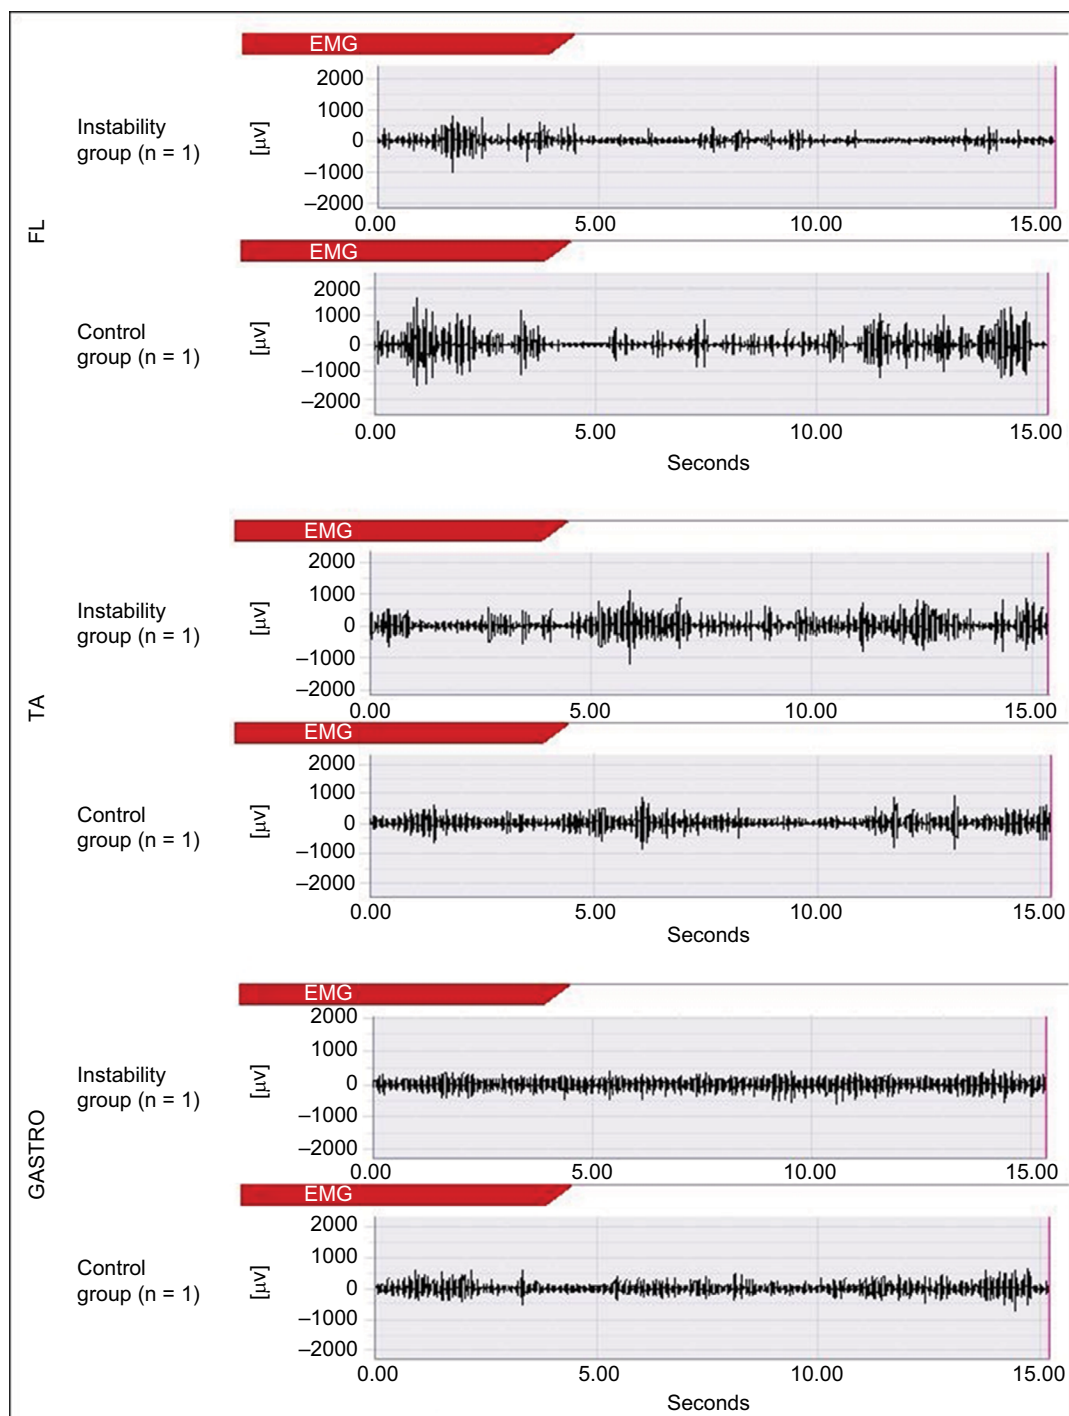 FL
EMG
Instability
group (n = 1)
[μv]
2000
1000
0
–1000
–2000
0.00 5.00 10.00 15.00
EMG
Control
group (n = 1)
[μv]
2000
1000
0
–1000
–2000
0.00 5.00 10.00 15.00
Seconds
TA
EMG
Instability
group (n = 1)
[μv]
2000
1000
0
–1000
–2000
0.00 5.00 10.00 15.00
EMG
Control
group (n = 1)
[μv]
2000
1000
0
–1000
–2000
0.00 5.00 10.00 15.00
Seconds
GASTRO
EMG
Instability
group (n = 1)
[μv]
2000
1000
0
–1000
–2000
0.00 5.00 10.00 15.00
EMG
Control
group (n = 1)
[μv]
2000
1000
0
–1000
–2000
0.00 5.00 10.00 15.00
Seconds